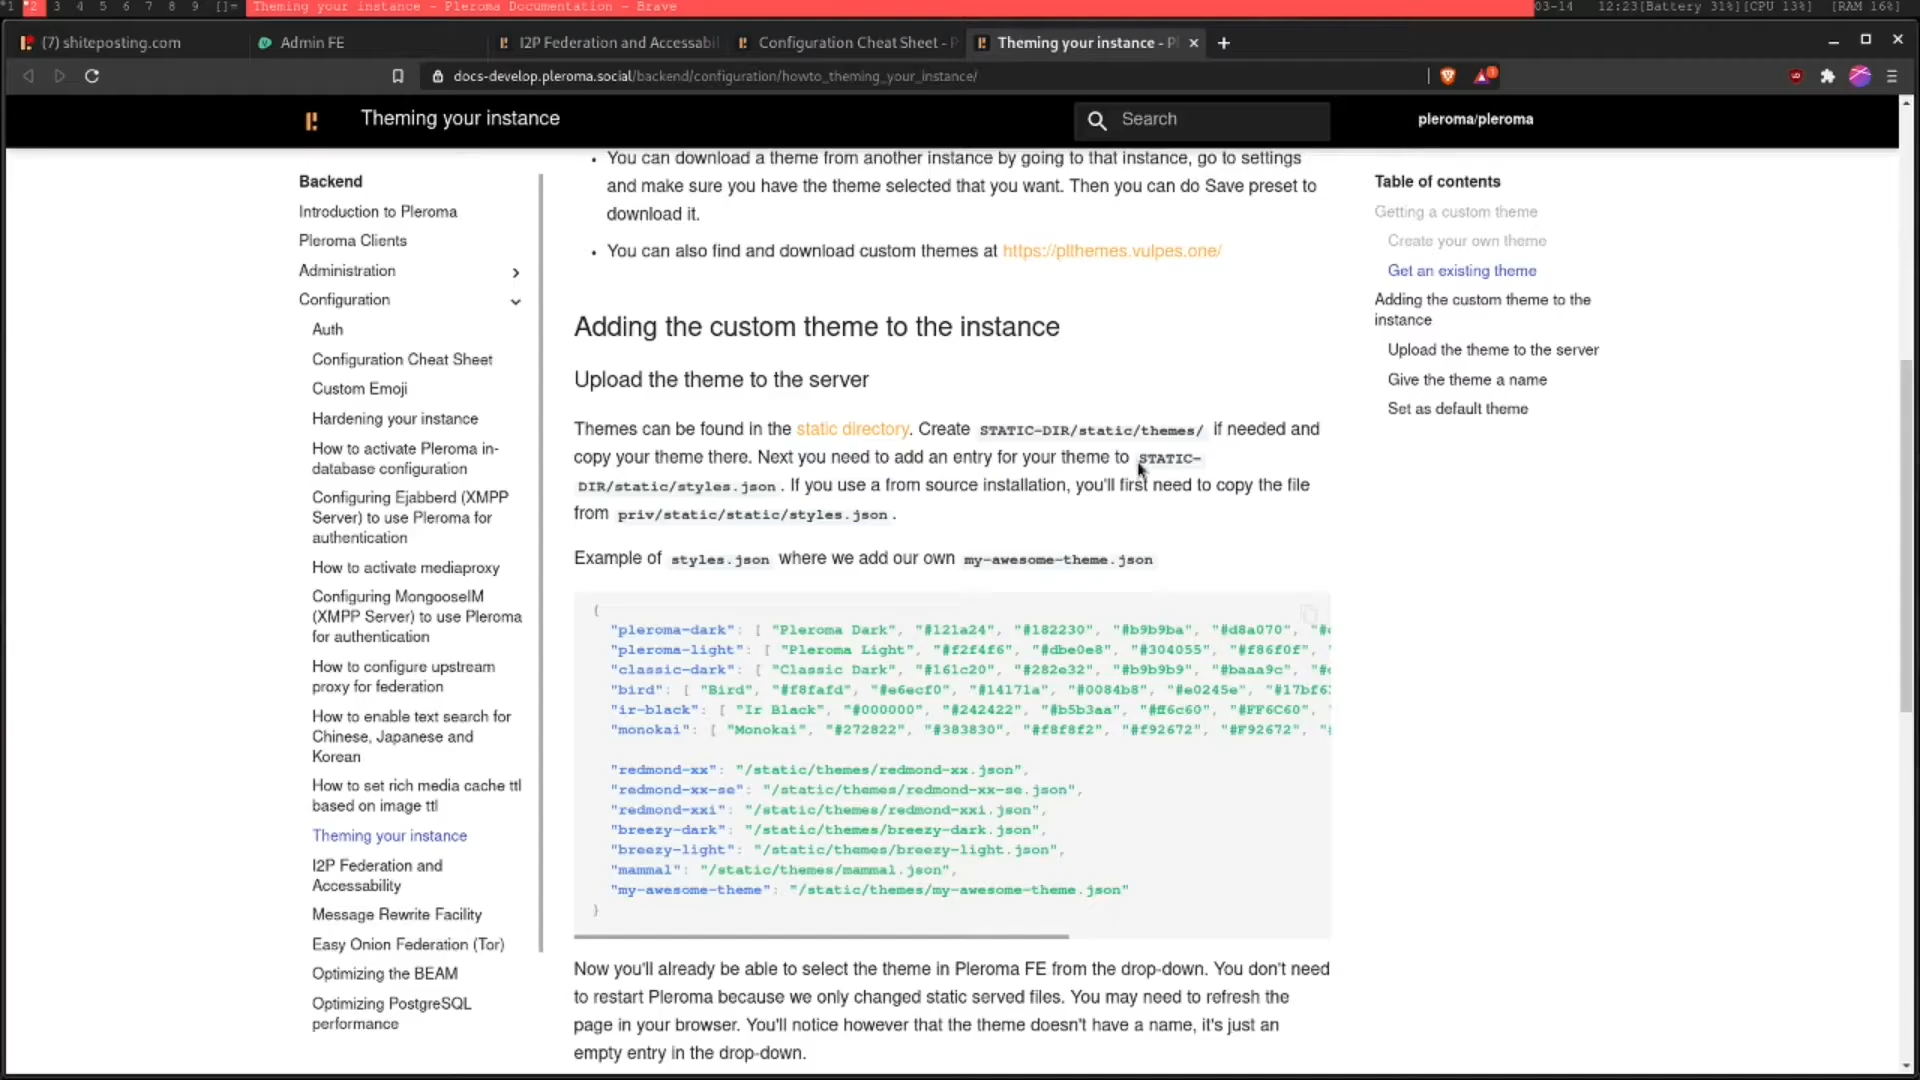 *1 *2 3 4 5 6 7 8 9 []= Theming your instance - Pleroma Documentation - Brave 03-14 12:23[Battery 31%][CPU 13%] [RAM 16%]
(7) shiteposting.com Admin FE I2P Federation and Accessabil Configuration Cheat Sheet - P Theming your instance - P
docs-develop.pleroma.social/backend/configuration/howto_theming_your_instance/
Theming your instance Search pleroma/pleroma
Backend
Introduction to Pleroma
Pleroma Clients
Administration
Configuration
Auth
Configuration Cheat Sheet
Custom Emoji
Hardening your instance
How to activate Pleroma in-
database configuration
Configuring Ejabberd (XMPP
Server) to use Pleroma for
authentication
How to activate mediaproxy
Configuring MongooseIM
(XMPP Server) to use Pleroma
for authentication
How to configure upstream
proxy for federation
How to enable text search for
Chinese, Japanese and
Korean
How to set rich media cache ttl
based on image ttl
Theming your instance
I2P Federation and
Accessability
Message Rewrite Facility
Easy Onion Federation (Tor)
Optimizing the BEAM
Optimizing PostgreSQL
performance
• You can download a theme from another instance by going to that instance, go to settings
and make sure you have the theme selected that you want. Then you can do Save preset to
download it.
• You can also find and download custom themes at https://plthemes.vulpes.one/
Adding the custom theme to the instance
Upload the theme to the server
Themes can be found in the static directory. Create STATIC-DIR/static/themes/ if needed and
copy your theme there. Next you need to add an entry for your theme to STATIC-
DIR/static/styles.json. If you use a from source installation, you'll first need to copy the file
from priv/static/static/styles.json.
Example of styles.json where we add our own my-awesome-theme.json
{
"pleroma-dark": [ "Pleroma Dark", "#121a24", "#182230", "#b9b9ba", "#d8a070", "#
"pleroma-light": [ "Pleroma Light", "#f2f4f6", "#dbe0e8", "#304055", "#f86f0f",
"classic-dark": [ "Classic Dark", "#161c20", "#282e32", "#b9b9b9", "#baaa9c", "#
"bird": [ "Bird", "#f8fafd", "#e6ecf0", "#14171a", "#0084b8", "#e0245e", "#17bf6
"ir-black": [ "Ir Black", "#000000", "#242422", "#b5b3aa", "#ff6c60", "#FF6C60",
"monokai": [ "Monokai", "#272822", "#383830", "#f8f8f2", "#f92672", "#F92672", "
"redmond-xx": "/static/themes/redmond-xx.json",
"redmond-xx-se": "/static/themes/redmond-xx-se.json",
"redmond-xxi": "/static/themes/redmond-xxi.json",
"breezy-dark": "/static/themes/breezy-dark.json",
"breezy-light": "/static/themes/breezy-light.json",
"mammal": "/static/themes/mammal.json",
"my-awesome-theme": "/static/themes/my-awesome-theme.json"
}
Now you'll already be able to select the theme in Pleroma FE from the drop-down. You don't need
to restart Pleroma because we only changed static served files. You may need to refresh the
page in your browser. You'll notice however that the theme doesn't have a name, it's just an
empty entry in the drop-down.
Table of contents
Getting a custom theme
Create your own theme
Get an existing theme
Adding the custom theme to the
instance
Upload the theme to the server
Give the theme a name
Set as default theme